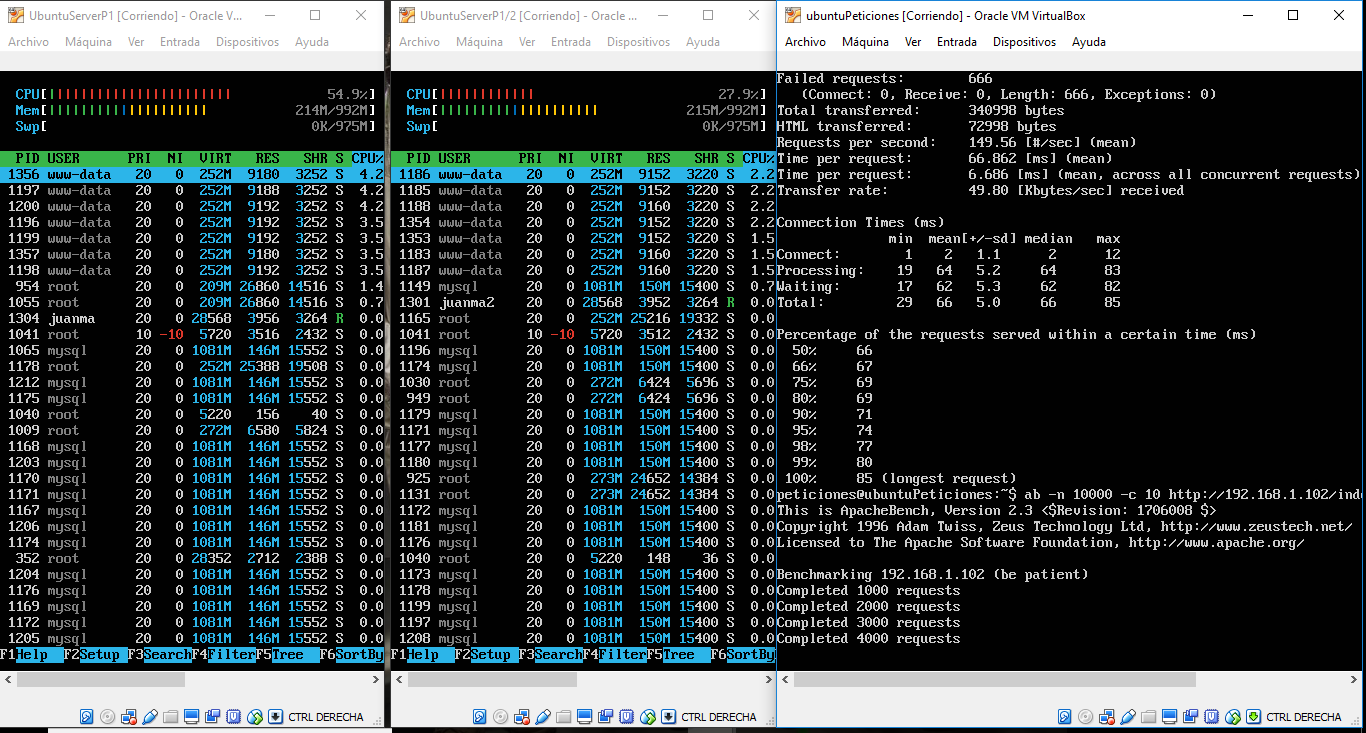 UbuntuServerP1 [Corriendo] - Oracle V...
Archivo Máquina Ver Entrada Dispositivos Ayuda
CPU[|||||||||||||||||||||||| 54.9%]
Mem[||||||||||||||||||||| 214M/992M]
Swp[ 0K/975M]
PID USER PRI NI VIRT RES SHR S CPU%
1356 www-data 20 0 252M 9180 3252 S 4.2
1197 www-data 20 0 252M 9188 3252 S 4.2
1200 www-data 20 0 252M 9192 3252 S 4.2
1196 www-data 20 0 252M 9192 3252 S 3.5
1199 www-data 20 0 252M 9192 3252 S 3.5
1357 www-data 20 0 252M 9180 3252 S 3.5
1198 www-data 20 0 252M 9192 3252 S 3.5
954 root 20 0 209M 26860 14516 S 1.4
1055 root 20 0 209M 26860 14516 S 0.7
1304 juanma 20 0 28568 3956 3264 R 0.0
1041 root 10 -10 5720 3516 2432 S 0.0
1065 mysql 20 0 1081M 146M 15552 S 0.0
1178 root 20 0 252M 25388 19508 S 0.0
1212 mysql 20 0 1081M 146M 15552 S 0.0
1175 mysql 20 0 1081M 146M 15552 S 0.0
1040 root 20 0 5220 156 40 S 0.0
1009 root 20 0 272M 6580 5824 S 0.0
1168 mysql 20 0 1081M 146M 15552 S 0.0
1203 mysql 20 0 1081M 146M 15552 S 0.0
1170 mysql 20 0 1081M 146M 15552 S 0.0
1171 mysql 20 0 1081M 146M 15552 S 0.0
1167 mysql 20 0 1081M 146M 15552 S 0.0
1206 mysql 20 0 1081M 146M 15552 S 0.0
1174 mysql 20 0 1081M 146M 15552 S 0.0
352 root 20 0 28352 2712 2388 S 0.0
1204 mysql 20 0 1081M 146M 15552 S 0.0
1176 mysql 20 0 1081M 146M 15552 S 0.0
1169 mysql 20 0 1081M 146M 15552 S 0.0
1172 mysql 20 0 1081M 146M 15552 S 0.0
1205 mysql 20 0 1081M 146M 15552 S 0.0
F1Help F2Setup F3SearchF4FilterF5Tree F6SortBy
CTRL DERECHA
UbuntuServerP1/2 [Corriendo] - Oracle ...
Archivo Máquina Ver Entrada Dispositivos Ayuda
CPU[|||||||||||| 27.9%]
Mem[||||||||||||||||||||| 215M/992M]
Swp[ 0K/975M]
PID USER PRI NI VIRT RES SHR S CPU%
1186 www-data 20 0 252M 9152 3220 S 2.2
1185 www-data 20 0 252M 9152 3220 S 2.2
1188 www-data 20 0 252M 9160 3220 S 2.2
1354 www-data 20 0 252M 9152 3220 S 2.2
1353 www-data 20 0 252M 9152 3220 S 1.5
1183 www-data 20 0 252M 9160 3220 S 1.5
1187 www-data 20 0 252M 9160 3220 S 1.5
1149 mysql 20 0 1081M 150M 15400 S 0.7
1301 juanma2 20 0 28568 3952 3264 R 0.0
1165 root 20 0 252M 25216 19332 S 0.0
1041 root 10 -10 5720 3512 2432 S 0.0
1196 mysql 20 0 1081M 150M 15400 S 0.0
1174 mysql 20 0 1081M 150M 15400 S 0.0
1030 root 20 0 272M 6424 5696 S 0.0
949 root 20 0 272M 6424 5696 S 0.0
1179 mysql 20 0 1081M 150M 15400 S 0.0
1171 mysql 20 0 1081M 150M 15400 S 0.0
1177 mysql 20 0 1081M 150M 15400 S 0.0
1180 mysql 20 0 1081M 150M 15400 S 0.0
925 root 20 0 273M 24652 14384 S 0.0
1131 root 20 0 273M 24652 14384 S 0.0
1172 mysql 20 0 1081M 150M 15400 S 0.0
1181 mysql 20 0 1081M 150M 15400 S 0.0
1176 mysql 20 0 1081M 150M 15400 S 0.0
1040 root 20 0 5220 148 36 S 0.0
1173 mysql 20 0 1081M 150M 15400 S 0.0
1178 mysql 20 0 1081M 150M 15400 S 0.0
1199 mysql 20 0 1081M 150M 15400 S 0.0
1197 mysql 20 0 1081M 150M 15400 S 0.0
1208 mysql 20 0 1081M 150M 15400 S 0.0
F1Help F2Setup F3SearchF4FilterF5Tree F6SortBy
CTRL DERECHA
ubuntuPeticiones [Corriendo] - Oracle VM VirtualBox
Archivo Máquina Ver Entrada Dispositivos Ayuda
Failed requests: 666
(Connect: 0, Receive: 0, Length: 666, Exceptions: 0)
Total transferred: 340998 bytes
HTML transferred: 72998 bytes
Requests per second: 149.56 [#/sec] (mean)
Time per request: 66.862 [ms] (mean)
Time per request: 6.686 [ms] (mean, across all concurrent requests)
Transfer rate: 49.80 [Kbytes/sec] received
Connection Times (ms)
min mean[+/-sd] median max
Connect: 1 2 1.1 2 12
Processing: 19 64 5.2 64 83
Waiting: 17 62 5.3 62 82
Total: 29 66 5.0 66 85
Percentage of the requests served within a certain time (ms)
50% 66
66% 67
75% 69
80% 69
90% 71
95% 74
98% 77
99% 80
100% 85 (longest request)
peticiones@ubuntuPeticiones:~$ ab -n 10000 -c 10 http://192.168.1.102/ind
This is ApacheBench, Version 2.3 <$Revision: 1706008 $>
Copyright 1996 Adam Twiss, Zeus Technology Ltd, http://www.zeustech.net/
Licensed to The Apache Software Foundation, http://www.apache.org/
Benchmarking 192.168.1.102 (be patient)
Completed 1000 requests
Completed 2000 requests
Completed 3000 requests
Completed 4000 requests
CTRL DERECHA